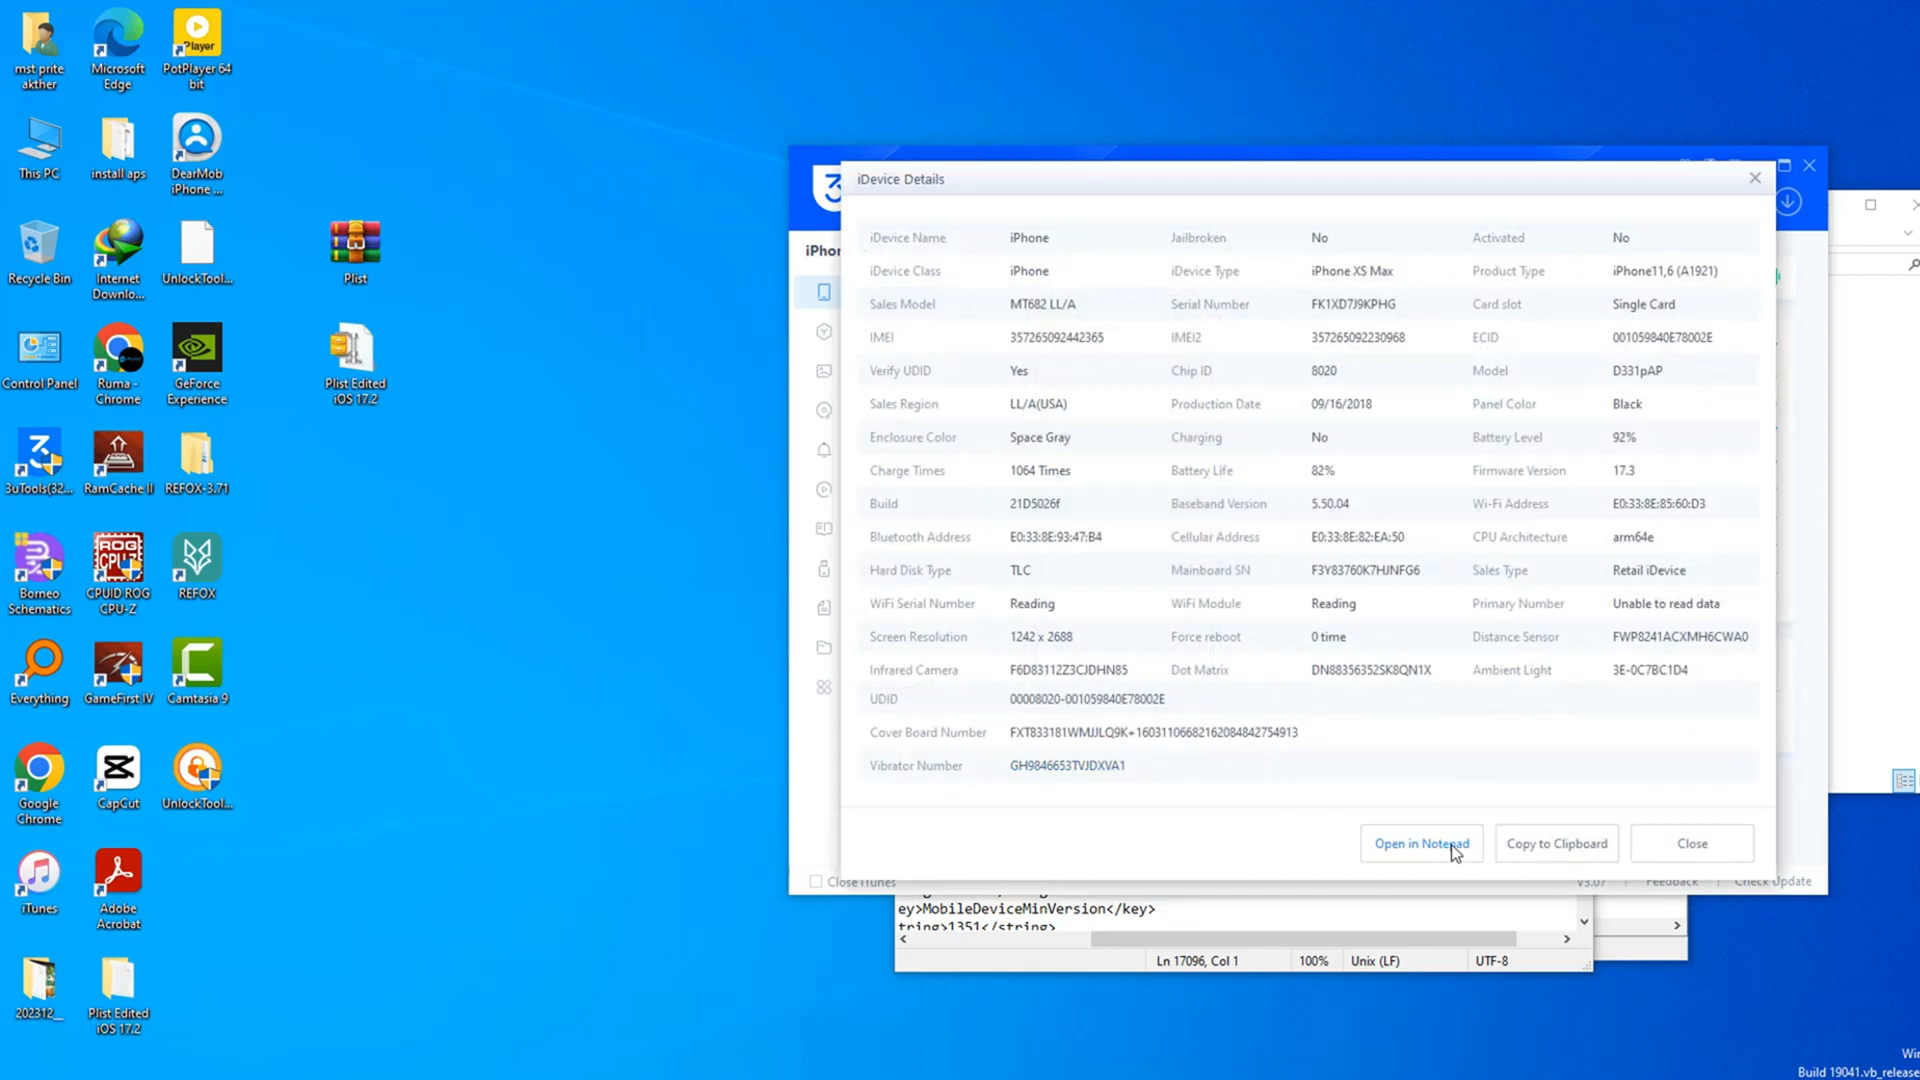 mst prite
akther
Microsoft
Edge
Player
PotPlayer 64
bit
This PC
install aps
DearMob
iPhone ...
Recycle Bin
Internet
Downlo...
UnlockTool...
Plist
Control Panel
Ruma -
Chrome
GeForce
Experience
Plist Edited
iOS 17.2
3uTools(32...
RamCache II
REFOX-3.71
Borneo
Schematics
ROG
CPU-Z
CPUID ROG
CPU-Z
REFOX
Everything
GameFirst IV
Camtasia 9
Google
Chrome
CapCut
UnlockTool...
iTunes
Adobe
Acrobat
202312__
Plist Edited
iOS 17.2
iDevice Details
iDevice Name iPhone Jailbroken No Activated No
iDevice Class iPhone iDevice Type iPhone XS Max Product Type iPhone11,6 (A1921)
Sales Model MT682 LL/A Serial Number FK1XD7J9KPHG Card slot Single Card
IMEI 357265092442365 IMEI2 357265092230968 ECID 001059840E78002E
Verify UDID Yes Chip ID 8020 Model D331pAP
Sales Region LL/A(USA) Production Date 09/16/2018 Panel Color Black
Enclosure Color Space Gray Charging No Battery Level 92%
Charge Times 1064 Times Battery Life 82% Firmware Version 17.3
Build 21D5026f Baseband Version 5.50.04 Wi-Fi Address E0:33:8E:85:60:D3
Bluetooth Address E0:33:8E:93:47:B4 Cellular Address E0:33:8E:82:EA:50 CPU Architecture arm64e
Hard Disk Type TLC Mainboard SN F3Y83760K7HJNFG6 Sales Type Retail iDevice
WiFi Serial Number Reading WiFi Module Reading Primary Number Unable to read data
Screen Resolution 1242 x 2688 Force reboot 0 time Distance Sensor FWP8241ACXMH6CWA0
Infrared Camera F6D83112Z3CJDHN85 Dot Matrix DN88356352SK8QN1X Ambient Light 3E-0C7BC1D4
UDID 00008020-001059840E78002E
Cover Board Number FXT833181WMJJLQ9K+16031106682162084842754913
Vibrator Number GH9846653TVJDXVA1
Open in Notepad Copy to Clipboard Close
iPhon
Close iTunes V3.07 Feedback Check Update
ey>MobileDeviceMinVersion</key>
tring>1351</string>
Ln 17096, Col 1 100% Unix (LF) UTF-8
Win
Build 19041.vb_release